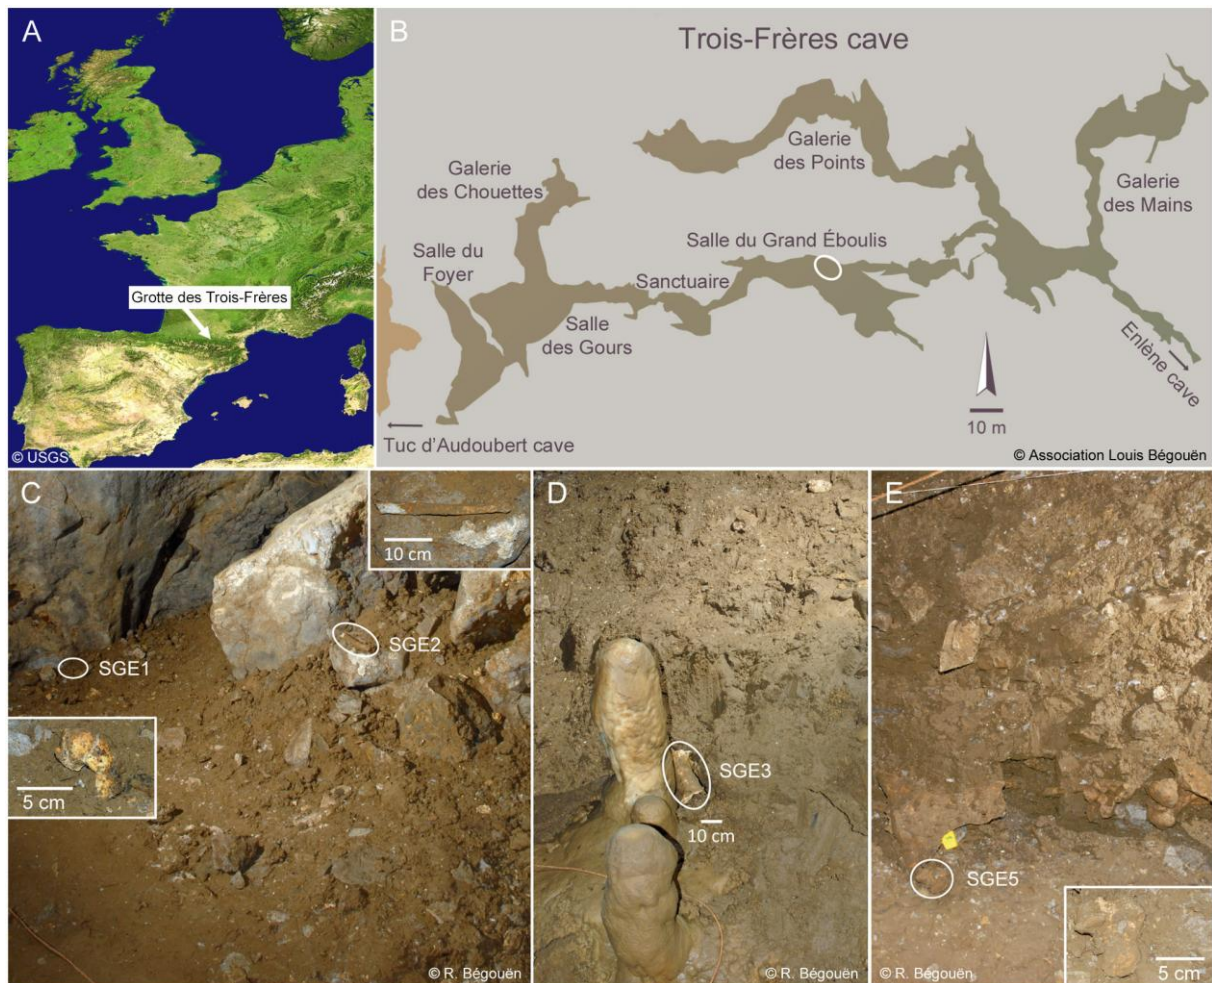 A
Grotte des Trois-Frères
© USGS
B
Trois-Frères cave
Galerie
des Chouettes
Galerie
des Points
Galerie
des Mains
Salle du
Foyer
Salle du Grand Éboulis
Sanctuaire
Salle
des Gours
Enlène cave
10 m
Tuc d'Audoubert cave
© Association Louis Bégouën
C
10 cm
SGE1
SGE2
5 cm
© R. Bégouën
D
SGE3
10 cm
© R. Bégouën
E
SGE5
5 cm
© R. Bégouën